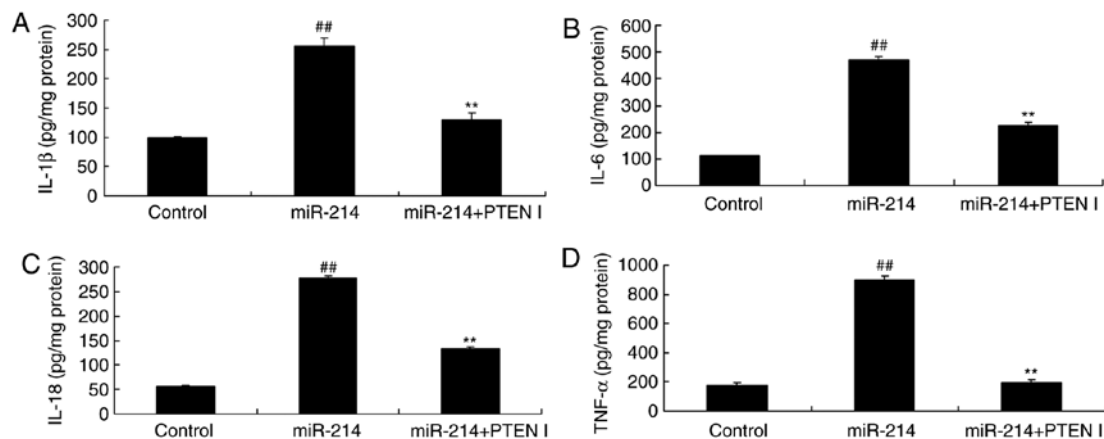 A
IL-1β (pg/mg protein)
300
250
200
150
100
50
0
##
**
Control
miR-214
miR-214+PTEN I
B
IL-6 (pg/mg protein)
600
500
400
300
200
100
0
##
**
Control
miR-214
miR-214+PTEN I
C
IL-18 (pg/mg protein)
300
250
200
150
100
50
0
##
**
Control
miR-214
miR-214+PTEN I
D
TNF-α (pg/mg protein)
1000
800
600
400
200
0
##
**
Control
miR-214
miR-214+PTEN I